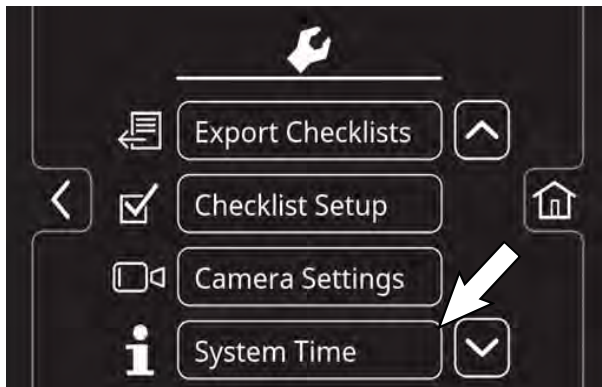 Export Checklists
Checklist Setup
Camera Settings
System Time